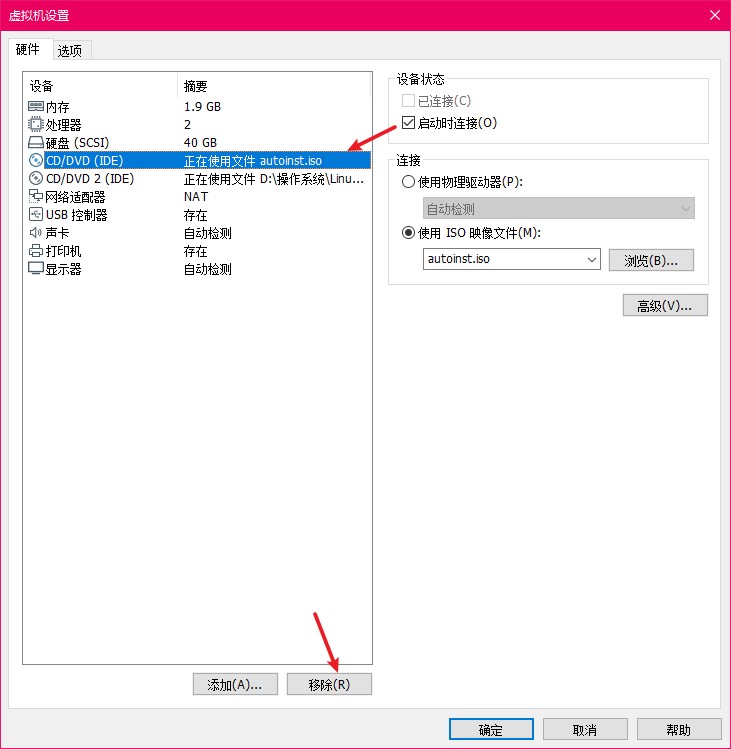 虚拟机设置
硬件 选项
设备 摘要
内存 1.9 GB
处理器 2
硬盘 (SCSI) 40 GB
CD/DVD (IDE) 正在使用文件 autoinst.iso
CD/DVD 2 (IDE) 正在使用文件 D:\操作系统\Linu...
网络适配器 NAT
USB 控制器 存在
声卡 自动检测
打印机 存在
显示器 自动检测
添加(A)... 移除(R)
设备状态
已连接(C)
启动时连接(O)
连接
使用物理驱动器(P):
自动检测
使用 ISO 映像文件(M):
autoinst.iso 浏览(B)...
高级(V)...
确定 取消 帮助